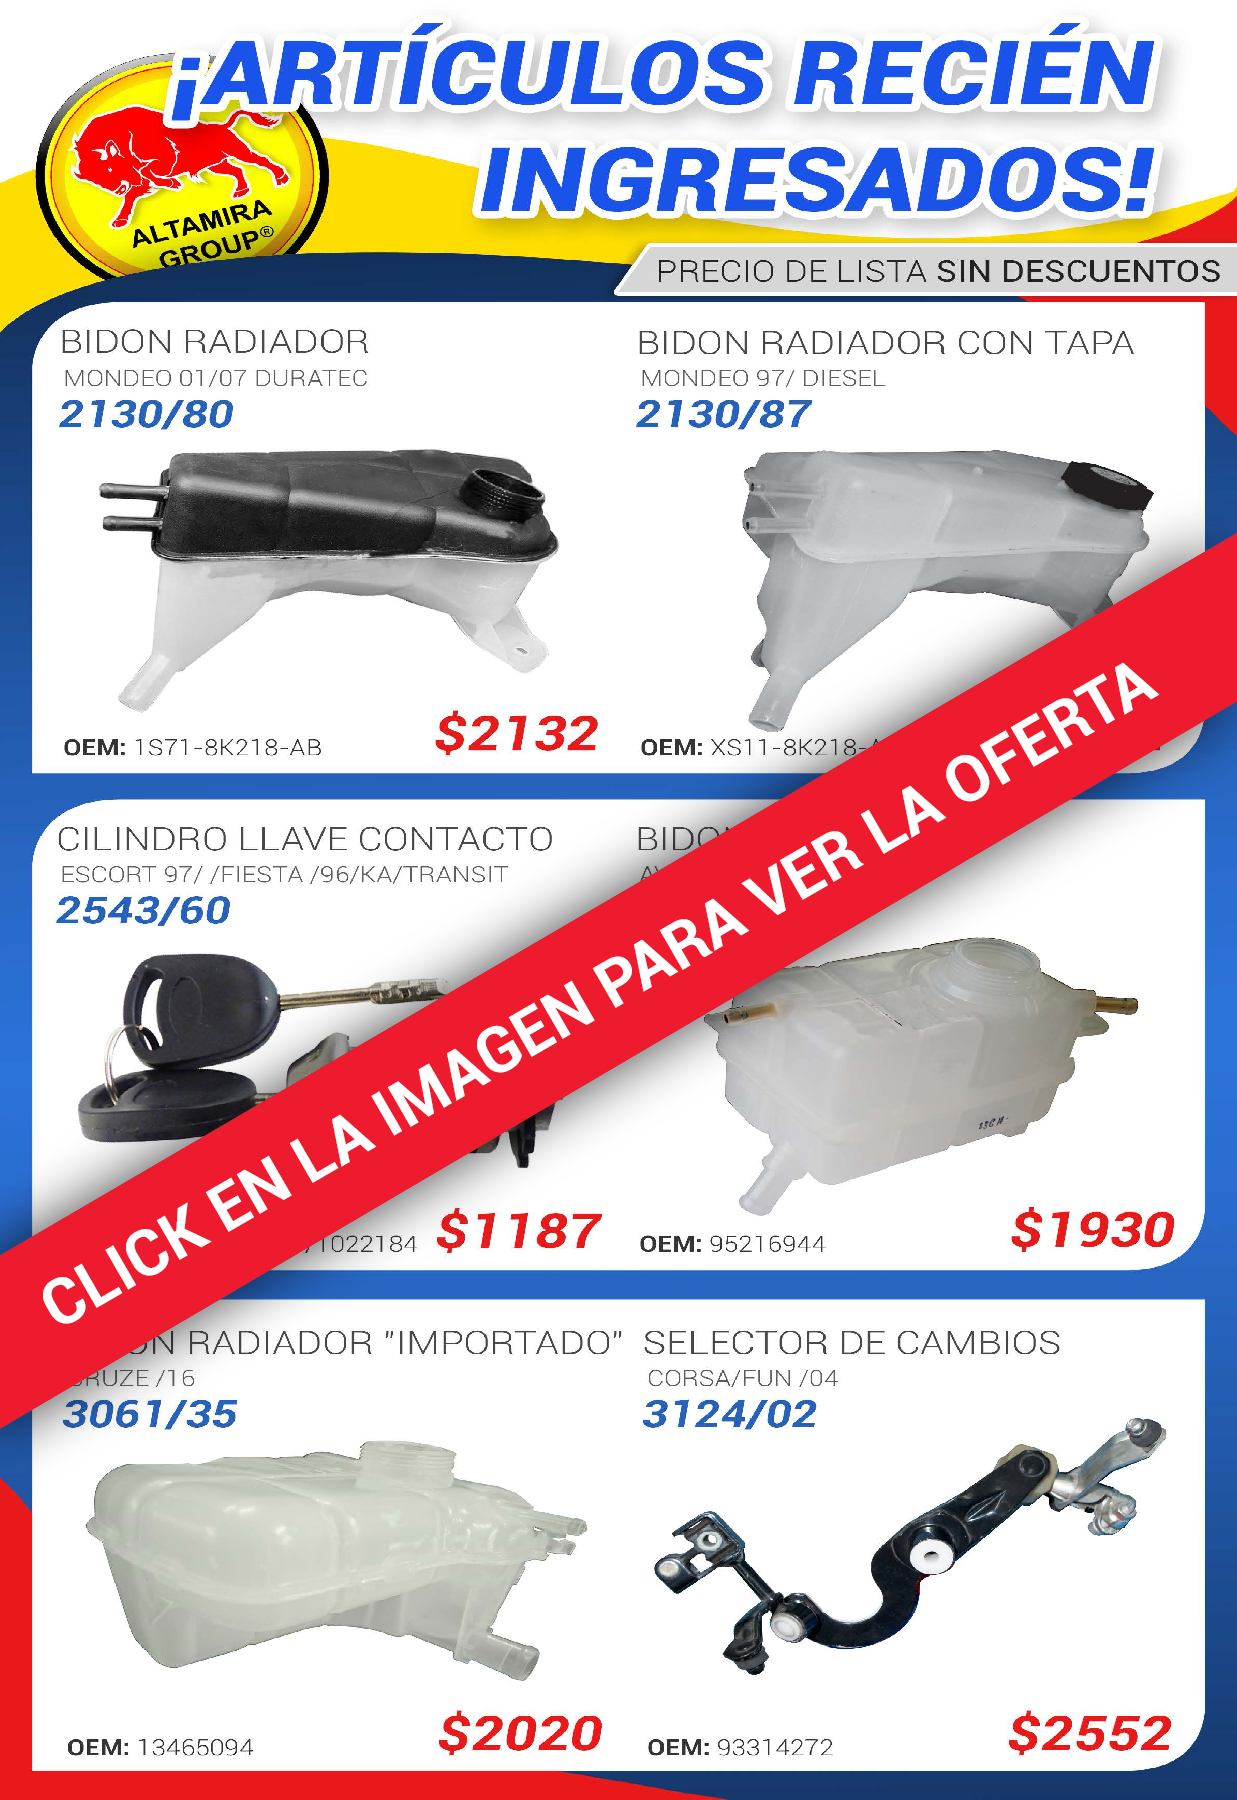 ¡ARTÍCULOS RECIÉN
INGRESADOS!
ALTAMIRA
GROUP®
PRECIO DE LISTA SIN DESCUENTOS
BIDON RADIADOR
MONDEO 01/07 DURATEC
2130/80
OEM: 1S71-8K218-AB
$2132
BIDON RADIADOR CON TAPA
MONDEO 97/ DIESEL
2130/87
OEM: XS11-8K218-
CLICK EN LA IMAGEN PARA VER LA OFERTA
CILINDRO LLAVE CONTACTO
ESCORT 97/ /FIESTA /96/KA/TRANSIT
2543/60
/1022184
$1187
OEM: 95216944
$1930
RADIADOR "IMPORTADO"
CRUZE /16
3061/35
OEM: 13465094
$2020
SELECTOR DE CAMBIOS
CORSA/FUN /04
3124/02
OEM: 93314272
$2552